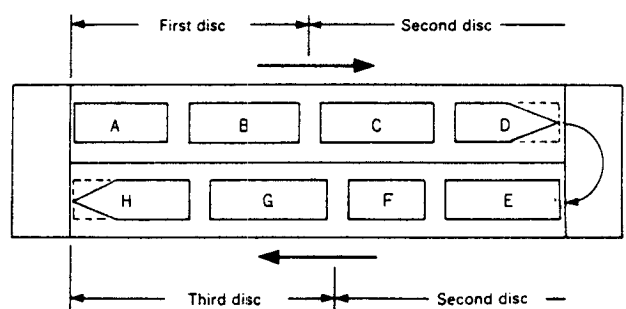 First disc Second disc
A B C D
H G F E
Third disc Second disc